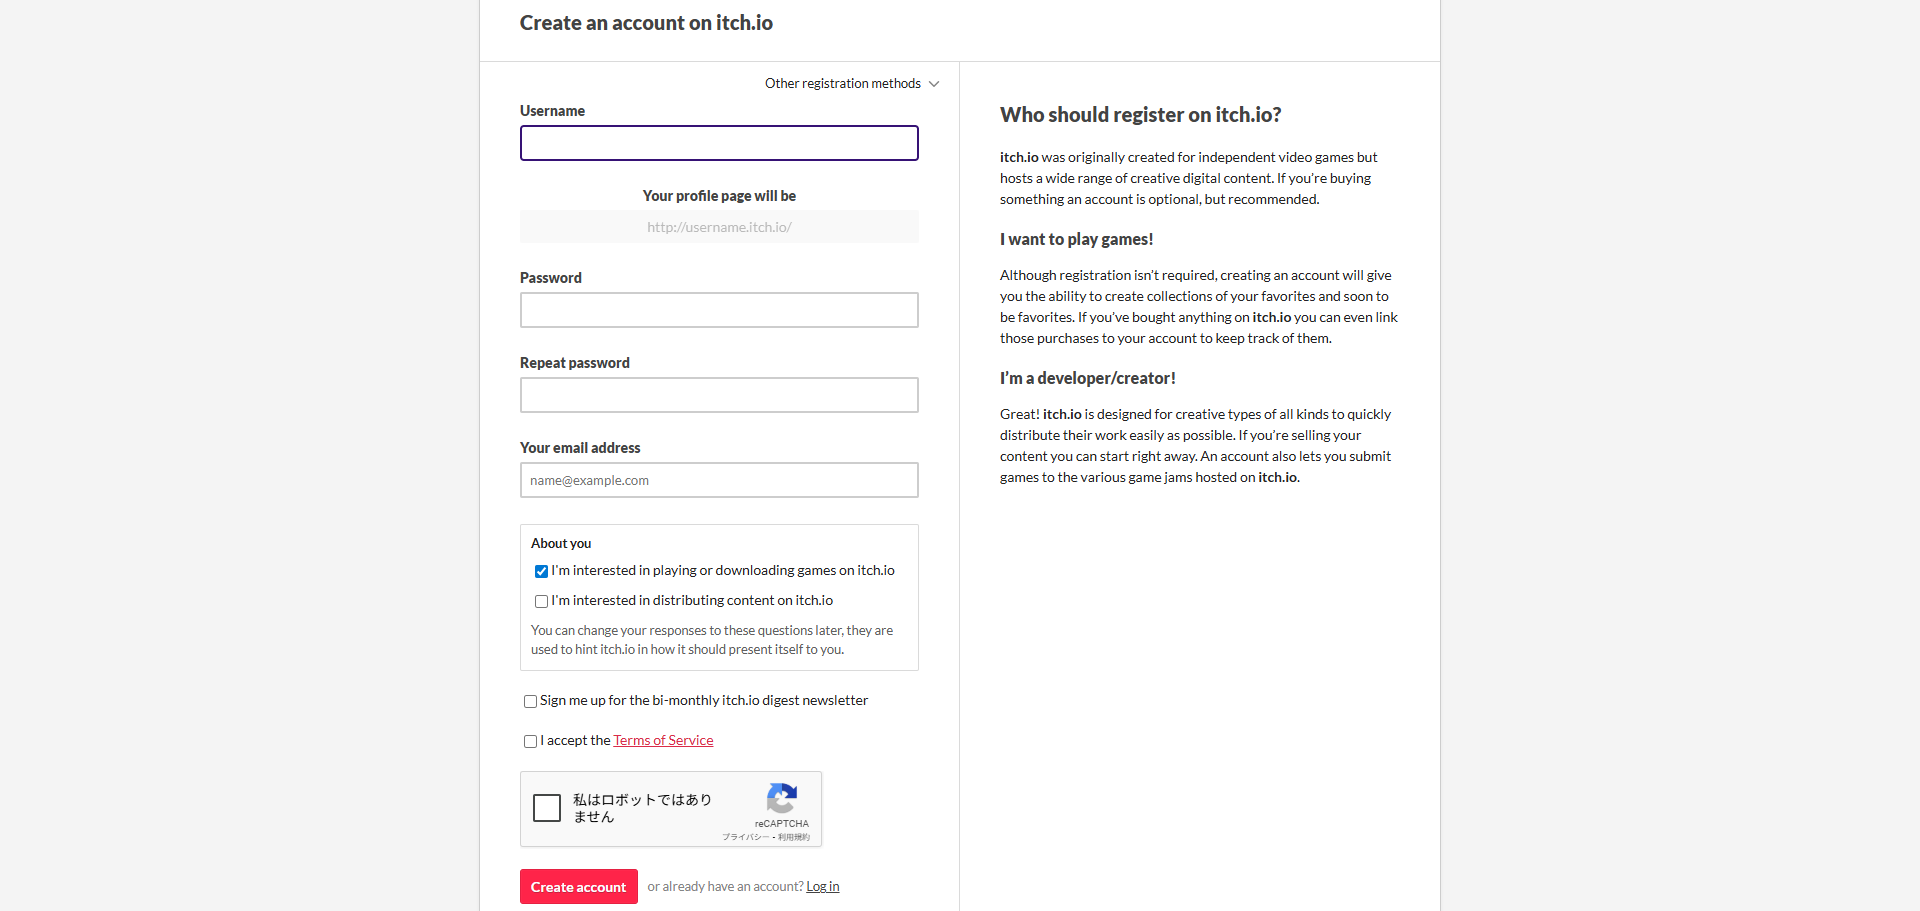 Create an account on itch.io
Other registration methods
Username
Your profile page will be
http://username.itch.io/
Password
Repeat password
Your email address
name@example.com
About you
I'm interested in playing or downloading games on itch.io
I'm interested in distributing content on itch.io
You can change your responses to these questions later, they are
used to hint itch.io in how it should present itself to you.
Sign me up for the bi-monthly itch.io digest newsletter
I accept the Terms of Service
私はロボットではあり
ません
reCAPTCHA
プライバシー - 利用規約
Create account or already have an account? Log in
Who should register on itch.io?
itch.io was originally created for independent video games but
hosts a wide range of creative digital content. If you're buying
something an account is optional, but recommended.
I want to play games!
Although registration isn't required, creating an account will give
you the ability to create collections of your favorites and soon to
be favorites. If you've bought anything on itch.io you can even link
those purchases to your account to keep track of them.
I'm a developer/creator!
Great! itch.io is designed for creative types of all kinds to quickly
distribute their work easily as possible. If you're selling your
content you can start right away. An account also lets you submit
games to the various game jams hosted on itch.io.